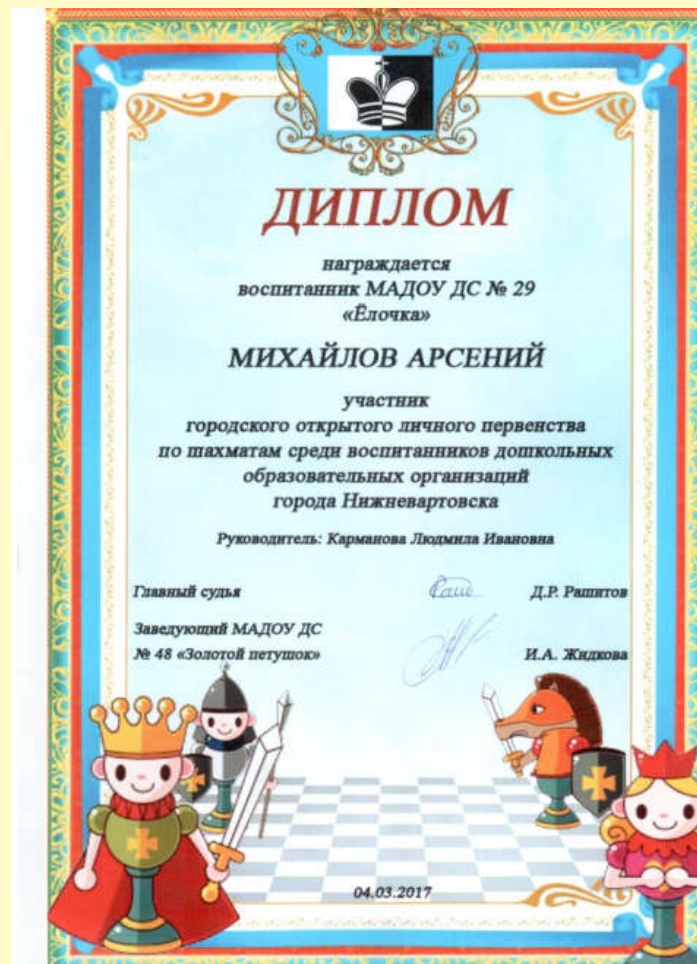 ДИПЛОМ
награждается
воспитанник МАДОУ ДС № 29
«Ёлочка»
МИХАЙЛОВ АРСЕНИЙ
участник
городского открытого личного первенства
по шахматам среди воспитанников дошкольных
образовательных организаций
города Нижневартовска
Руководитель: Карманова Людмила Ивановна
Главный судья Д.Р. Рашитов
Заведующий МАДОУ ДС
№ 48 «Золотой петушок» И.А. Жидкова
04.03.2017